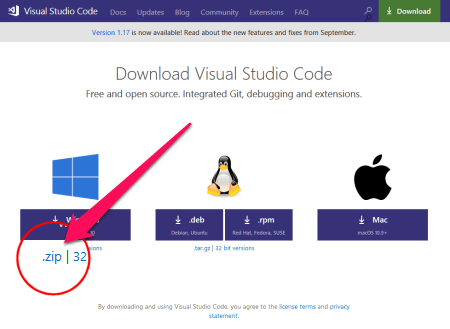 Visual Studio Code Docs Updates Blog Community Extensions FAQ Download
Version 1.17 is now available! Read about the new features and fixes from September.
Download Visual Studio Code
Free and open source. Integrated Git, debugging and extensions.
.deb .rpm Mac
Debian, Ubuntu Red Hat, Fedora, SUSE macOS 10.9+
.tar.gz | 32 bit versions
.zip | 32
By downloading and using Visual Studio Code, you agree to the license terms and privacy
statement.